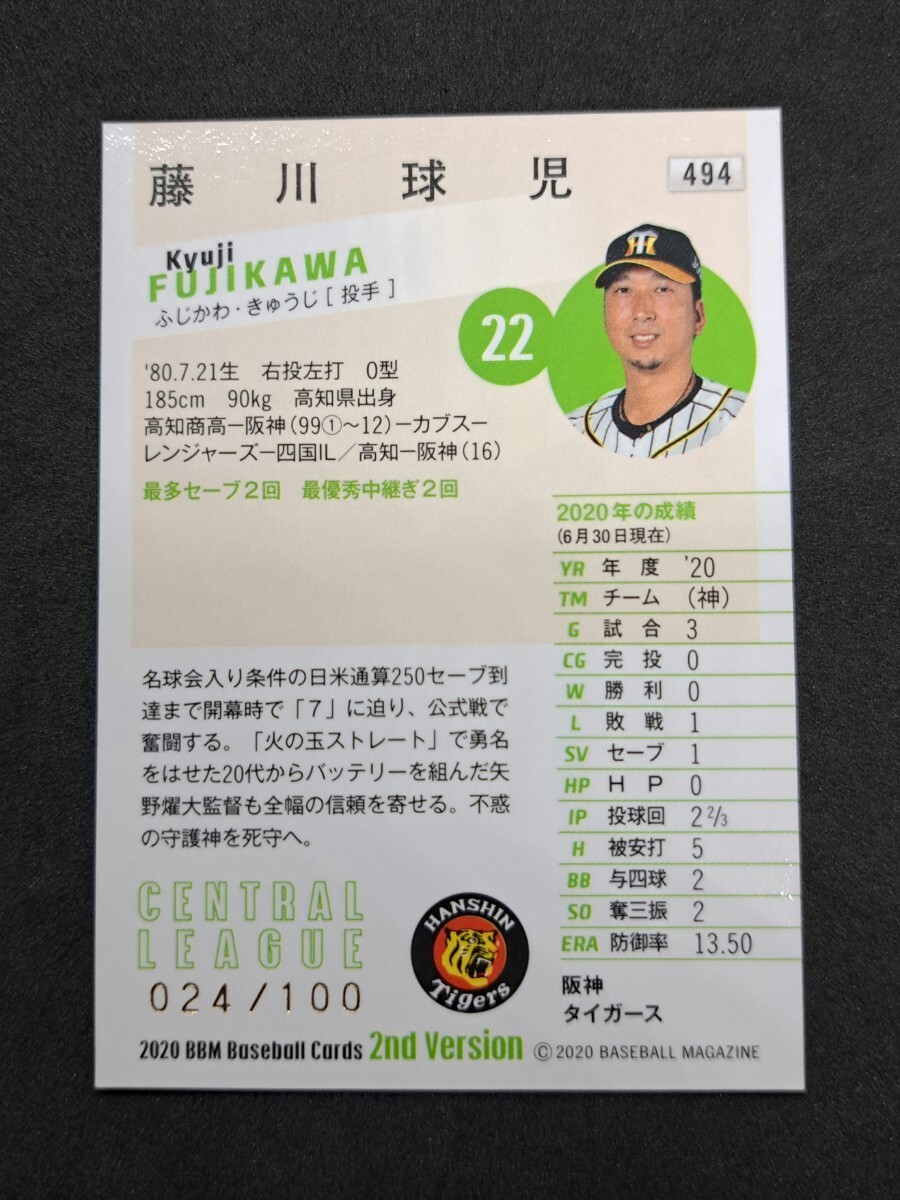 藤川球児
494
Kyuji
FUJIKAWA
ふじかわ・きゅうじ[投手]
22
'80.7.21生　右投左打　O型
185cm　90kg　高知県出身
高知商高ー阪神(99①〜12)ーカブスー
レンジャーズー四国IL／高知ー阪神(16)
最多セーブ2回　最優秀中継ぎ2回
2020年の成績
(6月30日現在)
YR 年度 '20
TM チーム (神)
G 試合 3
CG 完投 0
W 勝利 0
L 敗戦 1
SV セーブ 1
HP HP 0
IP 投球回 2 2/3
H 被安打 5
BB 与四球 2
SO 奪三振 2
ERA 防御率 13.50
名球会入り条件の日米通算250セーブ到
達まで開幕時で「7」に迫り、公式戦で
奮闘する。「火の玉ストレート」で勇名
をはせた20代からバッテリーを組んだ矢
野燿大監督も全幅の信頼を寄せる。不惑
の守護神を死守へ。
CENTRAL
LEAGUE
024/100
HANSHIN
Tigers
阪神
タイガース
2020 BBM Baseball Cards 2nd Version ©2020 BASEBALL MAGAZINE